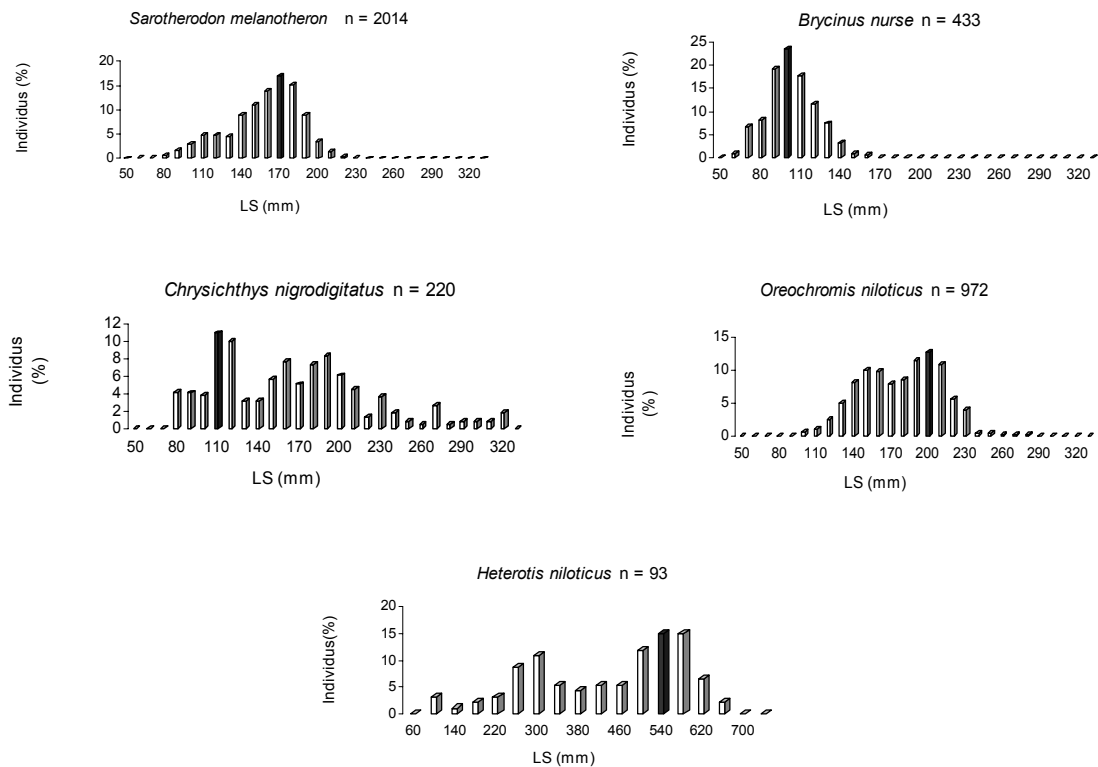 Sarotherodon melanotheron n = 2014
Individus (%)
20
15
10
5
0
50 80 110 140 170 200 230 260 290 320
LS (mm)
Brycinus nurse n = 433
Individus (%)
25
20
15
10
5
0
50 80 110 140 170 200 230 260 290 320
LS (mm)
Chrysichthys nigrodigitatus n = 220
Individus
(%)
12
10
8
6
4
2
0
50 80 110 140 170 200 230 260 290 320
LS (mm)
Oreochromis niloticus n = 972
Individus
(%)
15
10
5
0
50 80 110 140 170 200 230 260 290 320
LS (mm)
Heterotis niloticus n = 93
Individus(%)
20
15
10
5
0
60 140 220 300 380 460 540 620 700
LS (mm)